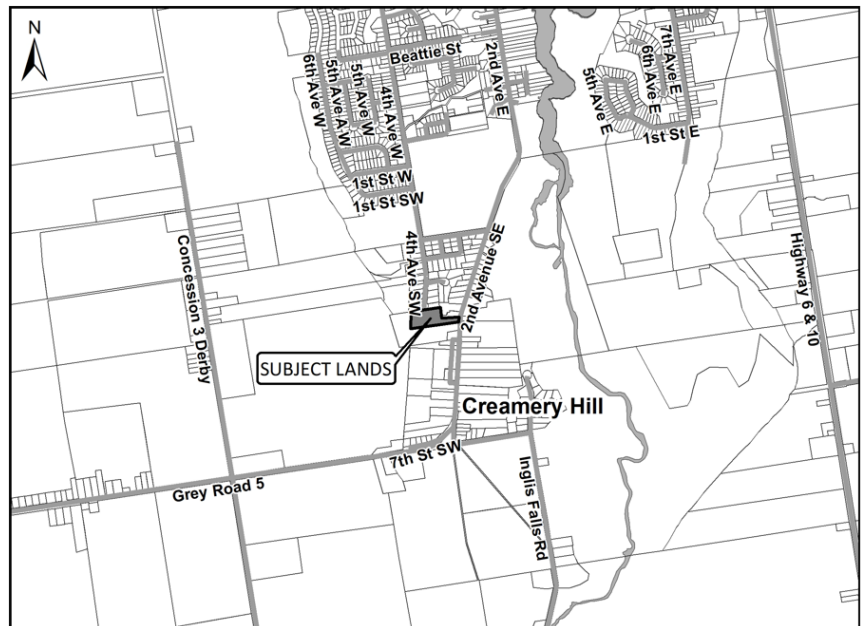 N
Beattie St
6th Ave W
5th Ave A W
5th Ave W
4th Ave W
2nd Ave E
5th Ave E
6th Ave E
7th Ave E
1st St E
1st St W
1st St SW
4th Ave SW
2nd Avenue SE
Concession 3 Derby
Highway 6 & 10
SUBJECT LANDS
Creamery Hill
7th St SW
Grey Road 5
Inglis Falls Rd